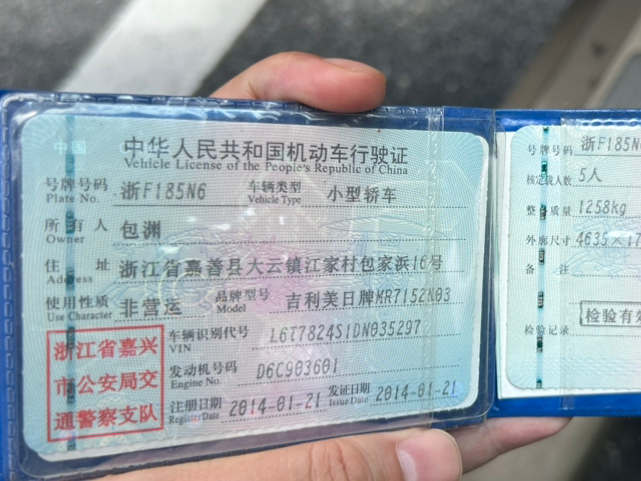 中国
中华人民共和国机动车行驶证
Vehicle License of the People's Republic of China
号牌号码 浙F185N6 车辆类型 小型轿车
Plate No. Vehicle Type
所有人 包渊
Owner
住址 浙江省嘉善县大云镇江家村包家浜16号
Address
使用性质 非营运 品牌型号 吉利美日牌MR7152K03
Use Character Model
浙江省嘉兴
市公安局交
通警察支队
车辆识别代号 L6T7824S1DN035297
VIN
发动机号码 D6C903601
Engine No.
注册日期 2014-01-21 发证日期 2014-01-21
Register Date Issue Date
号牌号码 浙F185N6
核定载人数 5人
整备质量 1258kg
外廓尺寸 4635×17
备注
检验有效
检验记录